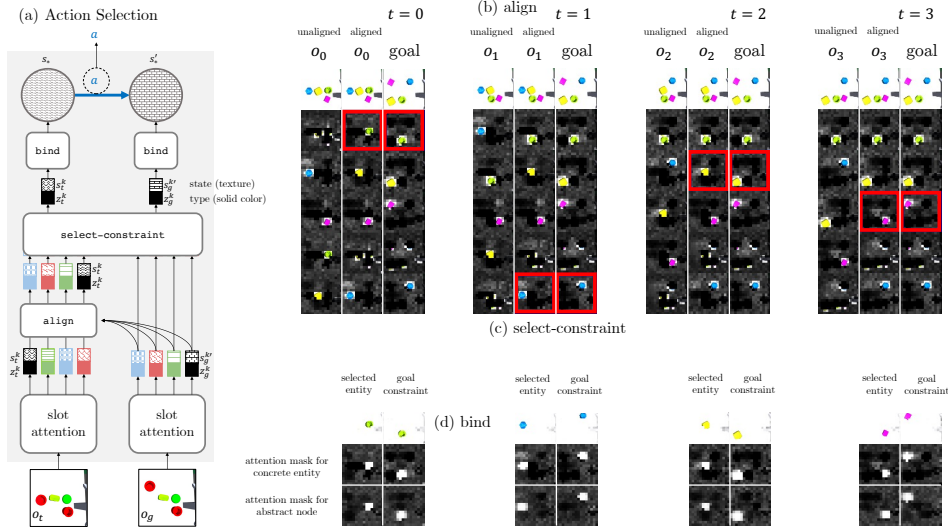 (a) Action Selection
a
s*
a
s*'
bind
bind
s_t^k
z_t^k
s_g^k'
z_g^k
state (texture)
type (solid color)
select-constraint
s_t^k
z_t^k
align
s_t^k
z_t^k
s_g^k'
z_g^k
slot
attention
slot
attention
o_t
o_g
(b) align
t = 0
t = 1
t = 2
t = 3
unaligned aligned
o_0 o_0 goal
unaligned aligned
o_1 o_1 goal
unaligned aligned
o_2 o_2 goal
unaligned aligned
o_3 o_3 goal
(c) select-constraint
selected
entity
goal
constraint
selected
entity
goal
constraint
selected
entity
goal
constraint
selected
entity
goal
constraint
(d) bind
attention mask for
concrete entity
attention mask for
abstract node